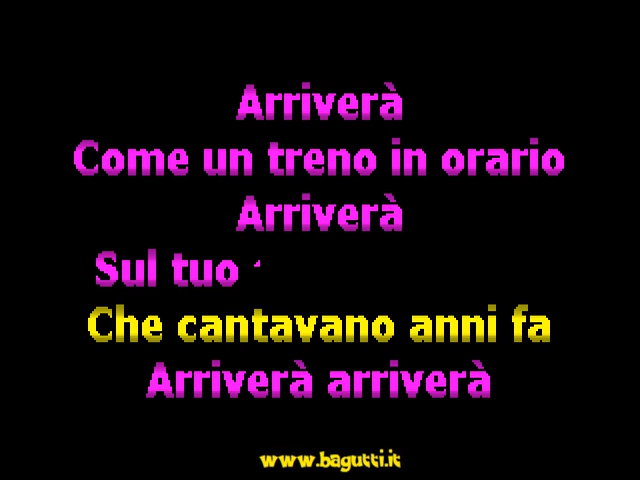 Arriverà
Come un treno in orario
Arriverà
Sul tuo
Che cantavano anni fa
Arriverà arriverà
www.bagutti.it